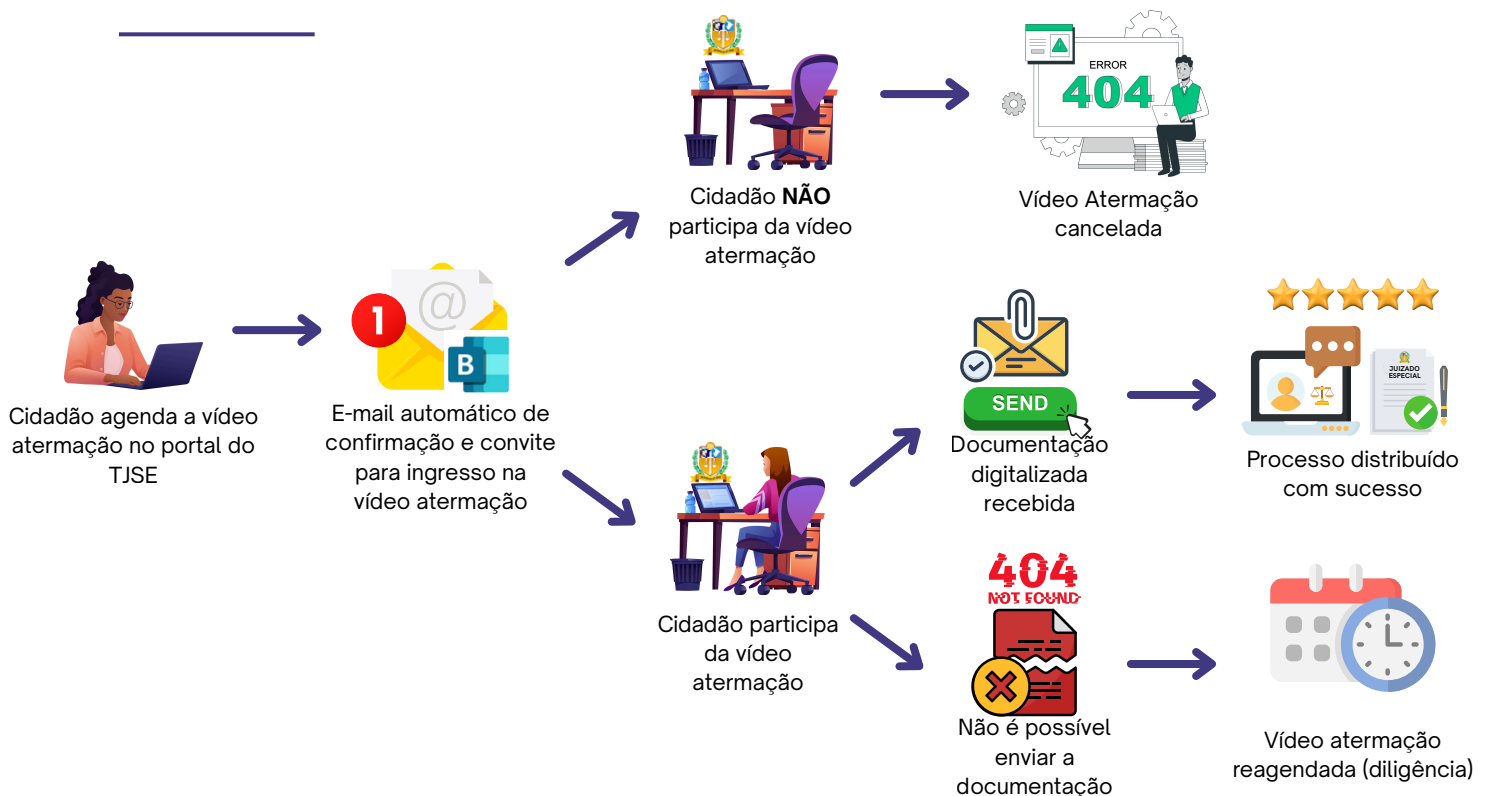 Cidadão agenda a vídeo
atermação no portal do
TJSE
1
@
B
E-mail automático de
confirmação e convite
para ingresso na
vídeo atermação
Cidadão NÃO
participa da vídeo
atermação
ERROR
404
Vídeo Atermação
cancelada
Cidadão participa
da vídeo
atermação
SEND
Documentação
digitalizada
recebida
JUIZADO
ESPECIAL
Processo distribuído
com sucesso
404
NOT FOUND
Não é possível
enviar a
documentação
Vídeo atermação
reagendada (diligência)